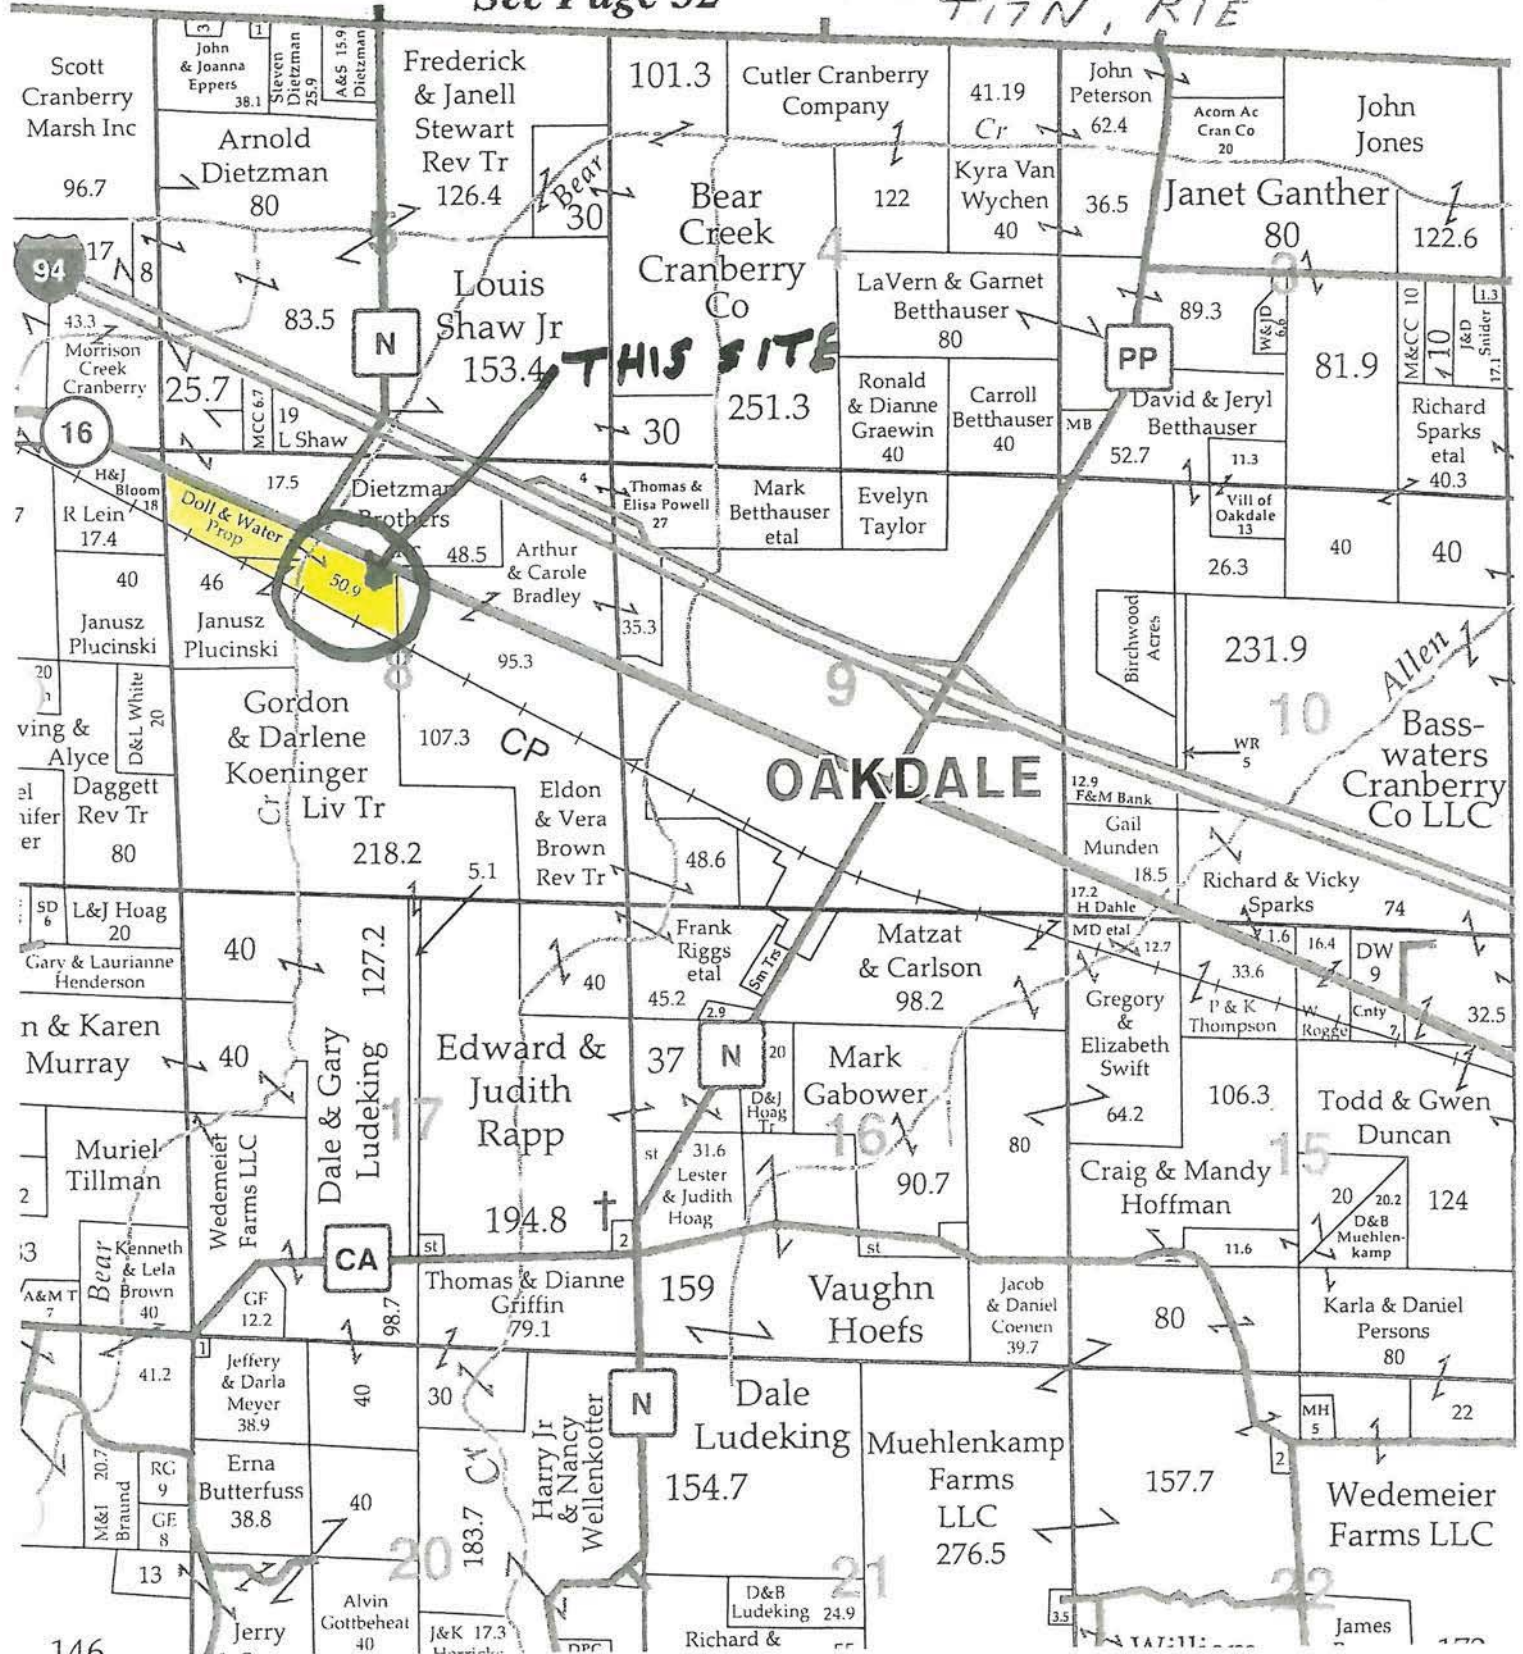 See Page 52
T17N, R1E
Scott
Cranberry
Marsh Inc
96.7
3
John
& Joanna
Eppers
38.1
1
Steven
Dietzman
25.9
A&S 15.9
Dietzman
Arnold
Dietzman
80
Frederick
& Janell
Stewart
Rev Tr
126.4
Bear
30
101.3
Bear
Creek
Cranberry
Co
251.3
Cutler Cranberry
Company
122
4
41.19
Cr
Kyra Van
Wychen
40
John
Peterson
62.4
36.5
Acorn Ac
Cran Co
20
John
Jones
Janet Ganther
80
122.6
3
94
17
8
5
43.3
Morrison
Creek
Cranberry
83.5
N
Louis
Shaw Jr
153.4
THIS SITE
LaVern & Garnet
Betthauser
80
PP
89.3
W&JD
6.6
81.9
M&CC 10
10
J&D
Snider
17.1
1.3
25.7
MCC 6.7
19
L Shaw
30
Ronald
& Dianne
Graewin
40
Carroll
Betthauser
40
MB
David & Jeryl
Betthauser
52.7
11.3
Vill of
Oakdale
13
26.3
Richard
Sparks
etal
40.3
16
H&J
Bloom
18
17.5
Dietzman
Brothers
48.5
4
Thomas &
Elisa Powell
27
Mark
Betthauser
etal
Evelyn
Taylor
40
40
7
R Lein
17.4
Doll & Water
Prop
50.9
Arthur
& Carole
Bradley
35.3
40
Janusz
Plucinski
46
Janusz
Plucinski
8
95.3
9
Birchwood
Acres
231.9
Allen
10
Bass-
waters
Cranberry
Co LLC
20
ving &
Alyce
Daggett
Rev Tr
80
D&L White
20
Gordon
& Darlene
Koeninger
Liv Tr
218.2
Cr
107.3
CP
OAKDALE
WR
5
el
nifer
er
Eldon
& Vera
Brown
Rev Tr
48.6
12.9
F&M Bank
Gail
Munden
18.5
17.2
H Dahle
Richard & Vicky
Sparks
74
5.1
SD
6
L&J Hoag
20
Gary & Laurianne
Henderson
40
127.2
40
Frank
Riggs
etal
45.2
Sm Trs
2.9
Matzat
& Carlson
98.2
MD etal
12.7
1.6
16.4
DW
9
33.6
P & K
Thompson
W
Rogge
Cnty
7
32.5
n & Karen
Murray
40
Dale & Gary
Ludeking
17
Edward &
Judith
Rapp
194.8
37
N
20
D&J
Hoag
Tr
Mark
Gabower
16
90.7
80
Gregory
&
Elizabeth
Swift
64.2
106.3
Todd & Gwen
Duncan
15
124
2
Muriel
Tillman
Wedemeier
Farms LLC
st
31.6
Lester
& Judith
Hoag
Craig & Mandy
Hoffman
20
20.2
D&B
Muehlen-
kamp
33
Bear
Kenneth
& Lela
Brown
40
CA
st
2
st
11.6
A&M T
7
GF
12.2
98.7
Thomas & Dianne
Griffin
79.1
159
Vaughn
Hoefs
Jacob
& Daniel
Coenen
39.7
80
Karla & Daniel
Persons
80
41.2
1
Jeffery
& Darla
Meyer
38.9
40
30
N
Dale
Ludeking
154.7
MH
5
22
M&I
Braund
20.7
RG
9
GE
8
Erna
Butterfuss
38.8
40
Cr
183.7
Harry Jr
& Nancy
Wellenkotter
Muehlenkamp
Farms
LLC
276.5
157.7
2
Wedemeier
Farms LLC
13
20
21
22
Jerry
Alvin
Gottbeheat
40
J&K 17.3
DPC
D&B
Ludeking 24.9
Richard &
3.5
James
146